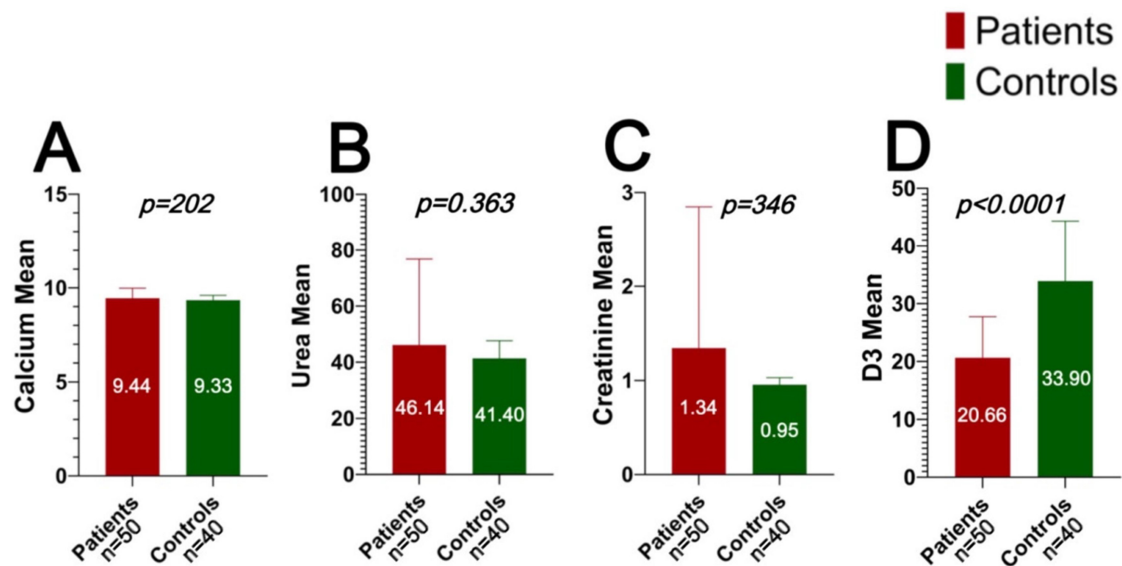 Patients
Controls
A
B
C
D
p=202
p=0.363
p=346
p<0.0001
Calcium Mean
15
10
5
0
9.44
9.33
Patients
n=50
Controls
n=40
Urea Mean
100
80
60
40
20
0
46.14
41.40
Patients
n=50
Controls
n=40
Creatinine Mean
3
2
1
0
1.34
0.95
Patients
n=50
Controls
n=40
D3 Mean
50
40
30
20
10
0
20.66
33.90
Patients
n=50
Controls
n=40